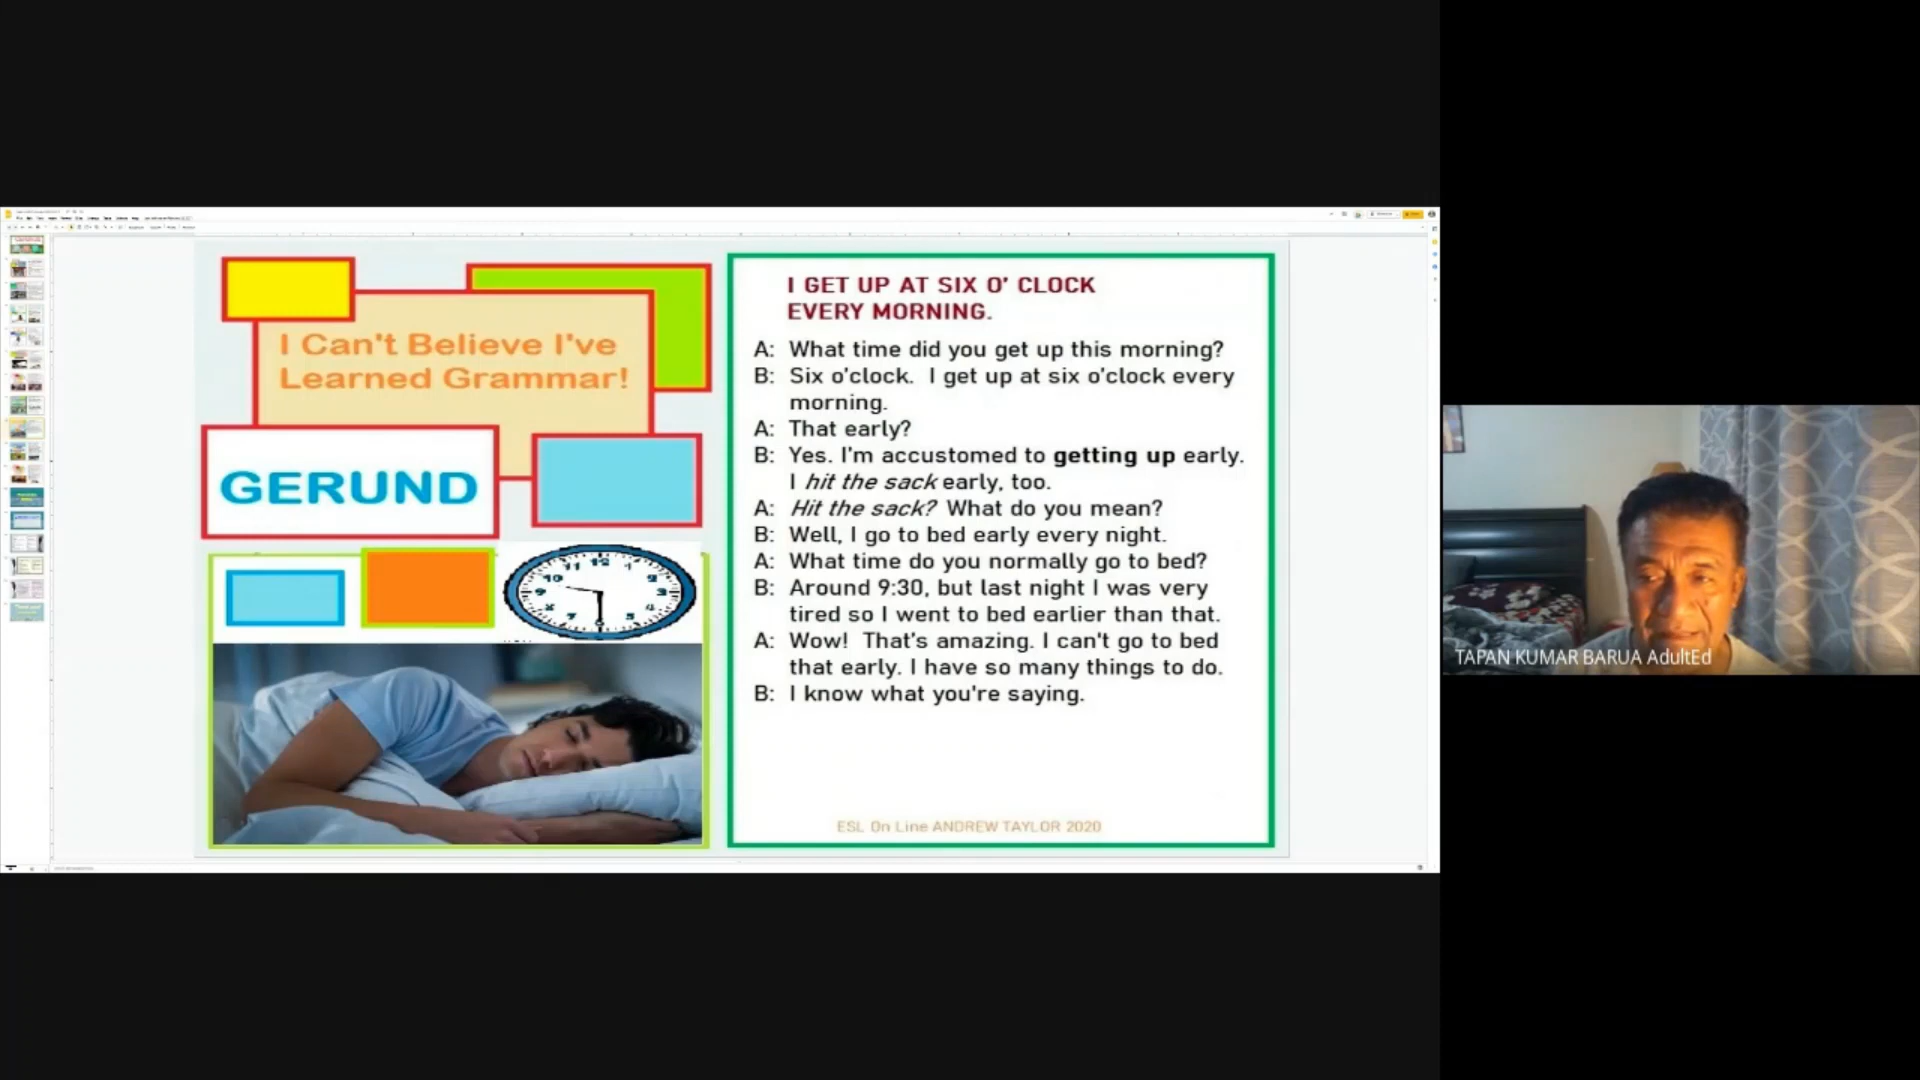 I Can't Believe I've
Learned Grammar!
GERUND
I GET UP AT SIX O' CLOCK
EVERY MORNING.
A: What time did you get up this morning?
B: Six o'clock. I get up at six o'clock every
morning.
A: That early?
B: Yes. I'm accustomed to getting up early.
I hit the sack early, too.
A: Hit the sack? What do you mean?
B: Well, I go to bed early every night.
A: What time do you normally go to bed?
B: Around 9:30, but last night I was very
tired so I went to bed earlier than that.
A: Wow! That's amazing. I can't go to bed
that early. I have so many things to do.
B: I know what you're saying.
ESL On Line ANDREW TAYLOR 2020
TAPAN KUMAR BARUA AdultEd